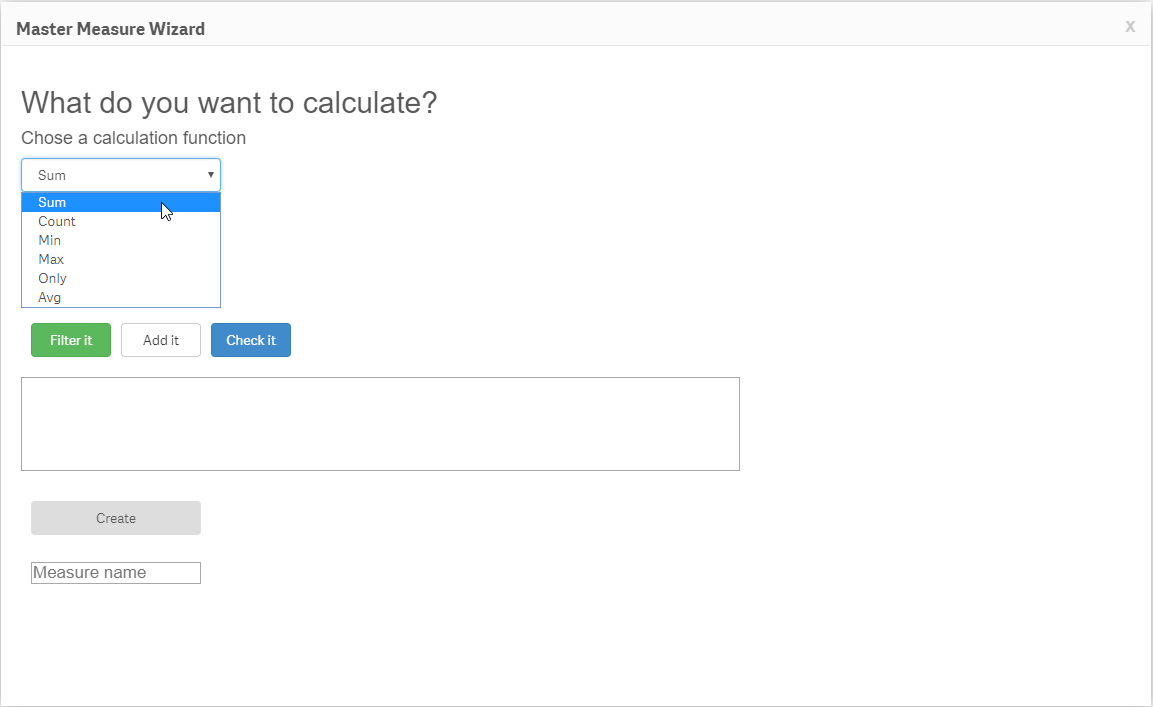 Master Measure Wizard
x
What do you want to calculate?
Chose a calculation function
Sum
Sum
Count
Min
Max
Only
Avg
Filter it Add it Check it
Create
Measure name